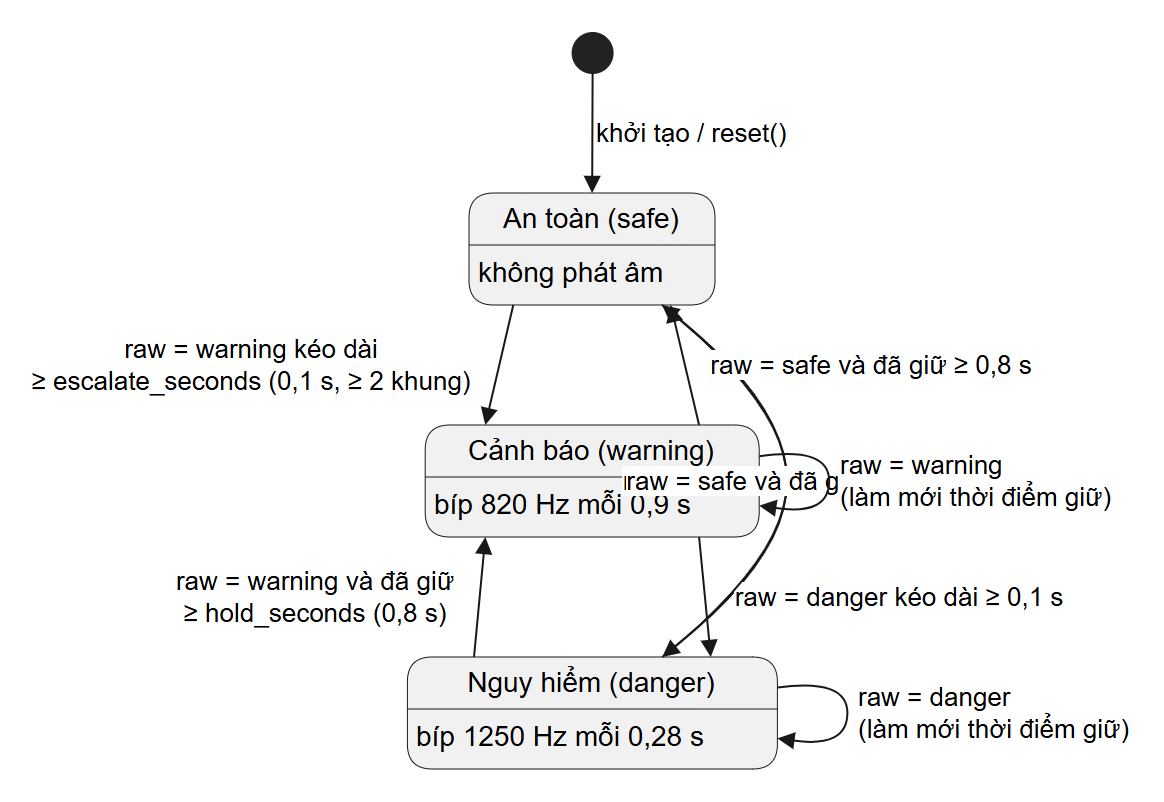 khởi tạo / reset()
An toàn (safe)
không phát âm
raw = warning kéo dài
≥ escalate_seconds (0,1 s, ≥ 2 khung)
raw = safe và đã giữ ≥ 0,8 s
Cảnh báo (warning)
raw = safe và đã g
bíp 820 Hz mỗi 0,9 s
raw = warning
(làm mới thời điểm giữ)
raw = warning và đã giữ
≥ hold_seconds (0,8 s)
raw = danger kéo dài ≥ 0,1 s
Nguy hiểm (danger)
bíp 1250 Hz mỗi 0,28 s
raw = danger
(làm mới thời điểm giữ)